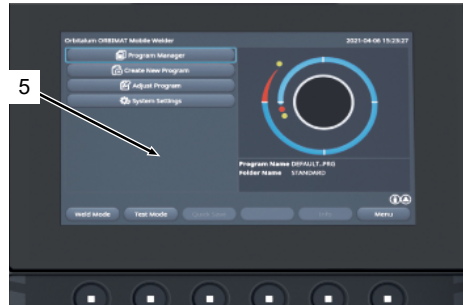 Orbitalum ORBIMAT Mobile Welder 2021-04-06 15:23:27
Program Manager
Create New Program
Adjust Program
System Settings
5
Program Name DEFAULT..PRG
Folder Name STANDARD
Weld Mode Test Mode Info Menu